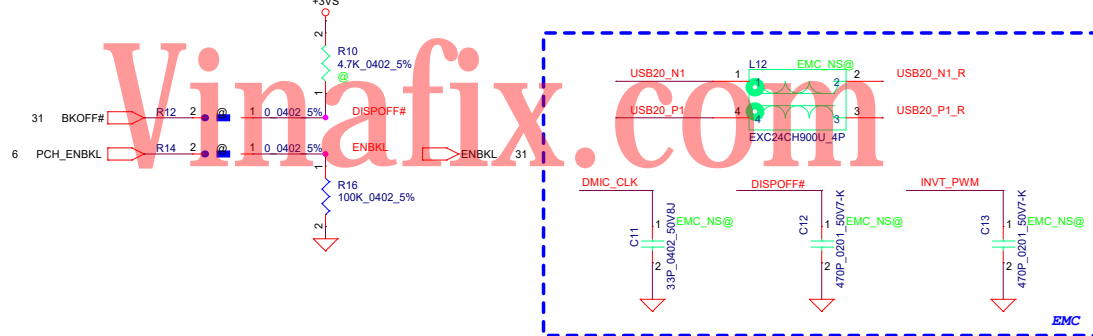 +3VS
2
R10
4.7K_0402_5%
@
1
31 BKOFF# R12 2 @ 1 0_0402_5% DISPOFF#
6 PCH_ENBKL R14 2 @ 1 0_0402_5% ENBKL
ENBKL 31
1
R16
100K_0402_5%
2
L12 EMC_NS@
USB20_N1 1 1 2 2 USB20_N1_R
USB20_P1 4 4 3 3 USB20_P1_R
EXC24CH900U_4P
DMIC_CLK
1
EMC_NS@
C11
33P_0402_50V8J
2
DISPOFF#
1
EMC_NS@
C12
470P_0201_50V7-K
2
INVT_PWM
1
EMC_NS@
C13
470P_0201_50V7-K
2
EMC
Vinafix.com